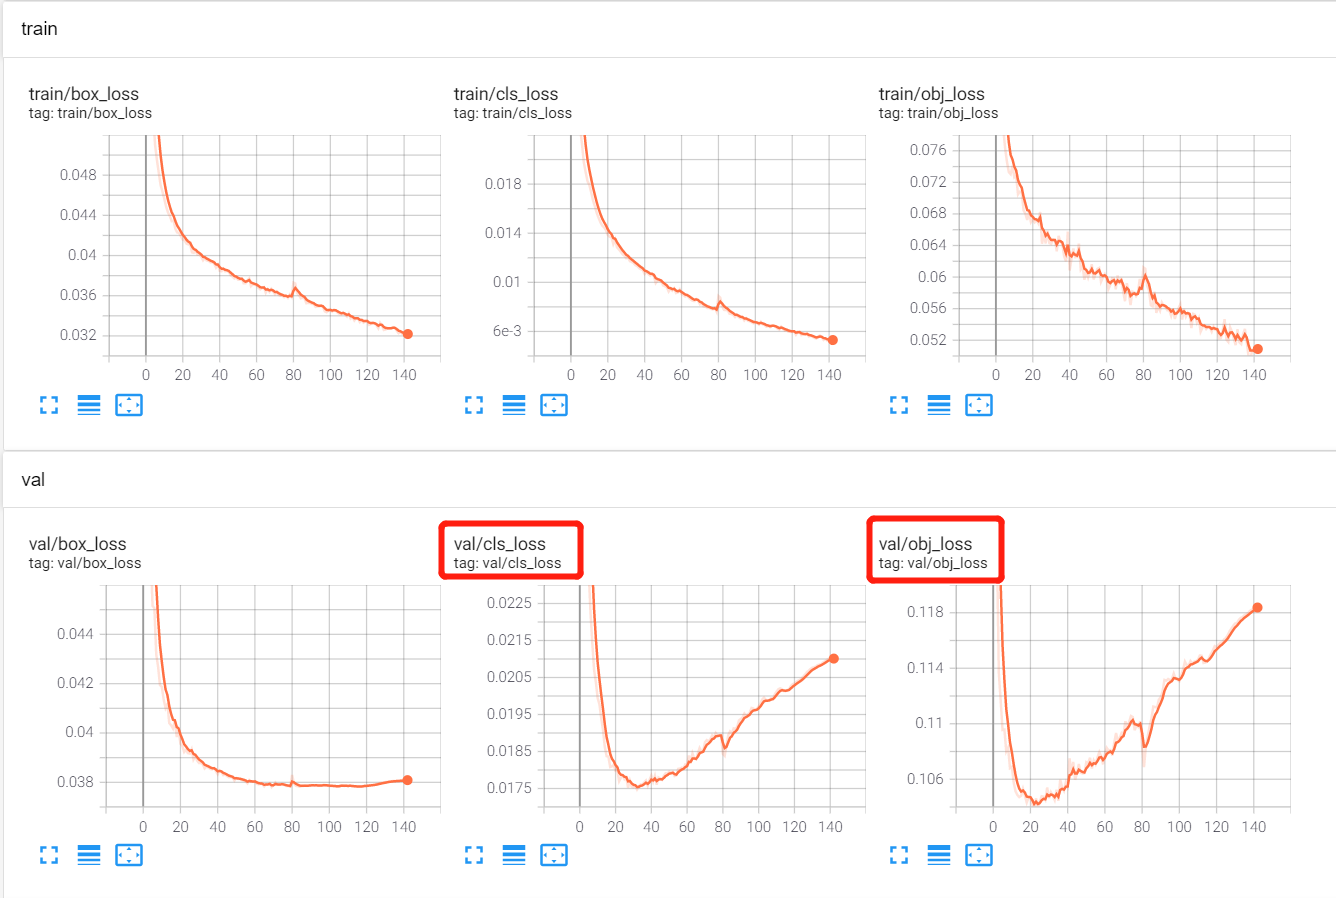 train
train/box_loss
tag: train/box_loss
0.048
0.044
0.04
0.036
0.032
0 20 40 60 80 100 120 140
train/cls_loss
tag: train/cls_loss
0.018
0.014
0.01
6e-3
0 20 40 60 80 100 120 140
train/obj_loss
tag: train/obj_loss
0.076
0.072
0.068
0.064
0.06
0.056
0.052
0 20 40 60 80 100 120 140
val
val/box_loss
tag: val/box_loss
0.044
0.042
0.04
0.038
0 20 40 60 80 100 120 140
val/cls_loss
tag: val/cls_loss
0.0225
0.0215
0.0205
0.0195
0.0185
0.0175
0 20 40 60 80 100 120 140
val/obj_loss
tag: val/obj_loss
0.118
0.114
0.11
0.106
0 20 40 60 80 100 120 140